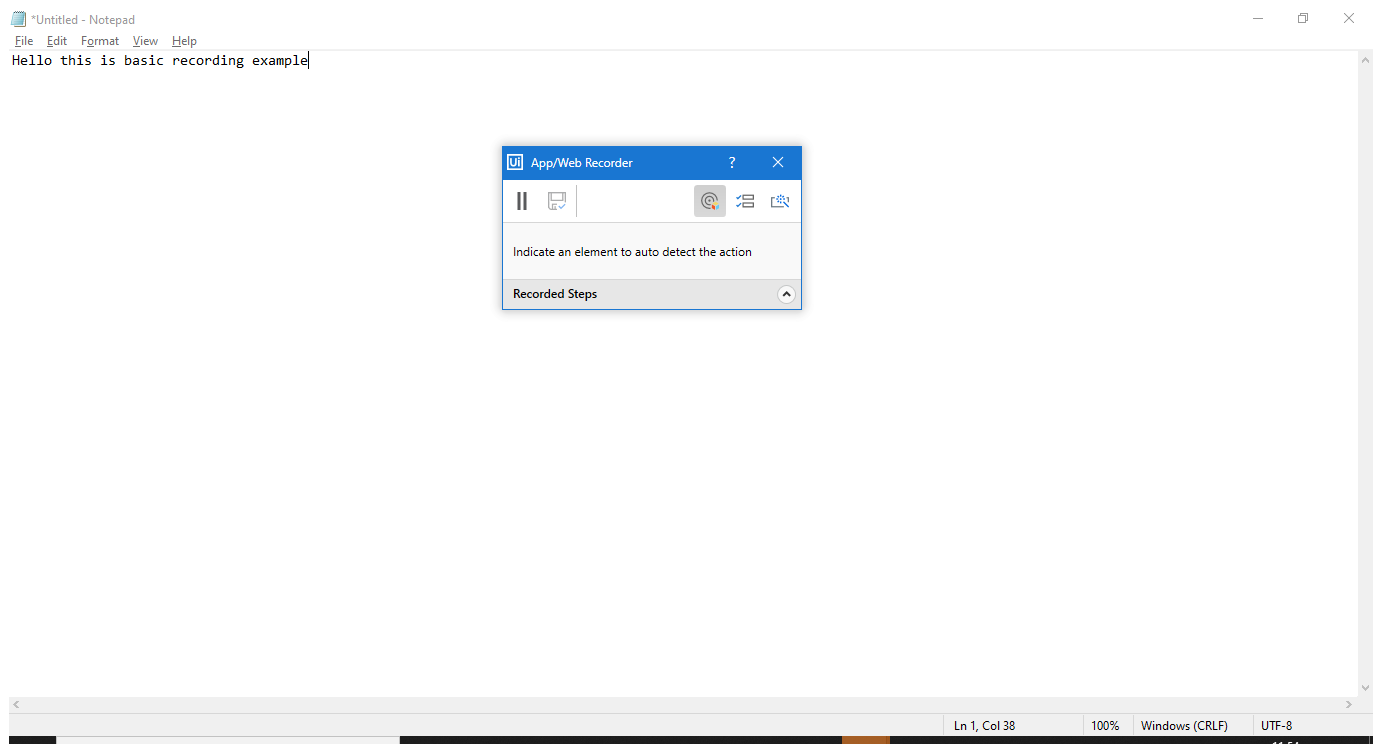 *Untitled - Notepad
File Edit Format View Help
Hello this is basic recording example
Ui App/Web Recorder ?
Indicate an element to auto detect the action
Recorded Steps
Ln 1, Col 38 100% Windows (CRLF) UTF-8